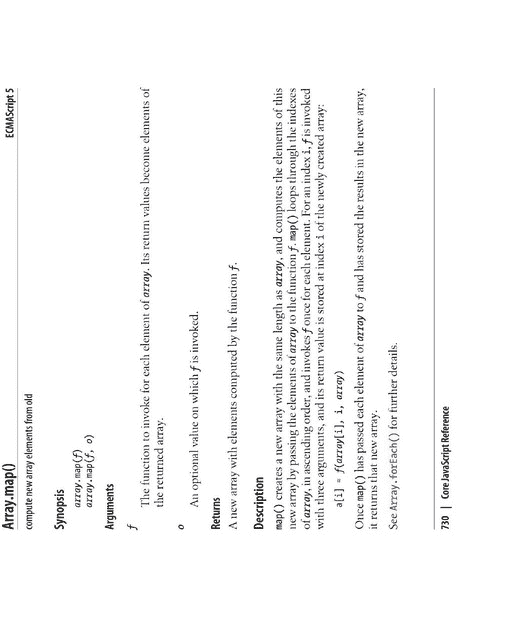 Array.map() ECMAScript 5
compute new array elements from old
Synopsis
array.map(f)
array.map(f, o)
Arguments
f
The function to invoke for each element of array. Its return values become elements of
the returned array.
o
An optional value on which f is invoked.
Returns
A new array with elements computed by the function f.
Description
map() creates a new array with the same length as array, and computes the elements of this
new array by passing the elements of array to the function f. map() loops through the indexes
of array, in ascending order, and invokes f once for each element. For an index i, f is invoked
with three arguments, and its return value is stored at index i of the newly created array:
a[i] = f(array[i], i, array)
Once map() has passed each element of array to f and has stored the results in the new array,
it returns that new array.
See Array.forEach() for further details.
730 | Core JavaScript Reference